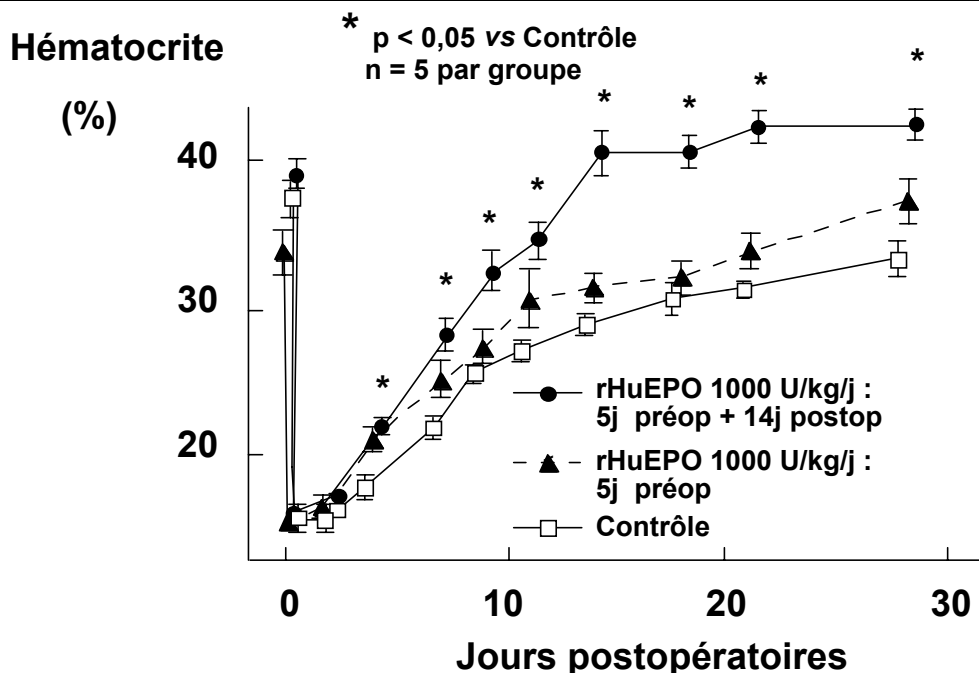 Hématocrite
(%)
* p < 0,05 vs Contrôle
n = 5 par groupe
* * * * * * * * *
40
30
20
rHuEPO 1000 U/kg/j :
5j préop + 14j postop
rHuEPO 1000 U/kg/j :
5j préop
Contrôle
0 10 20 30
Jours postopératoires